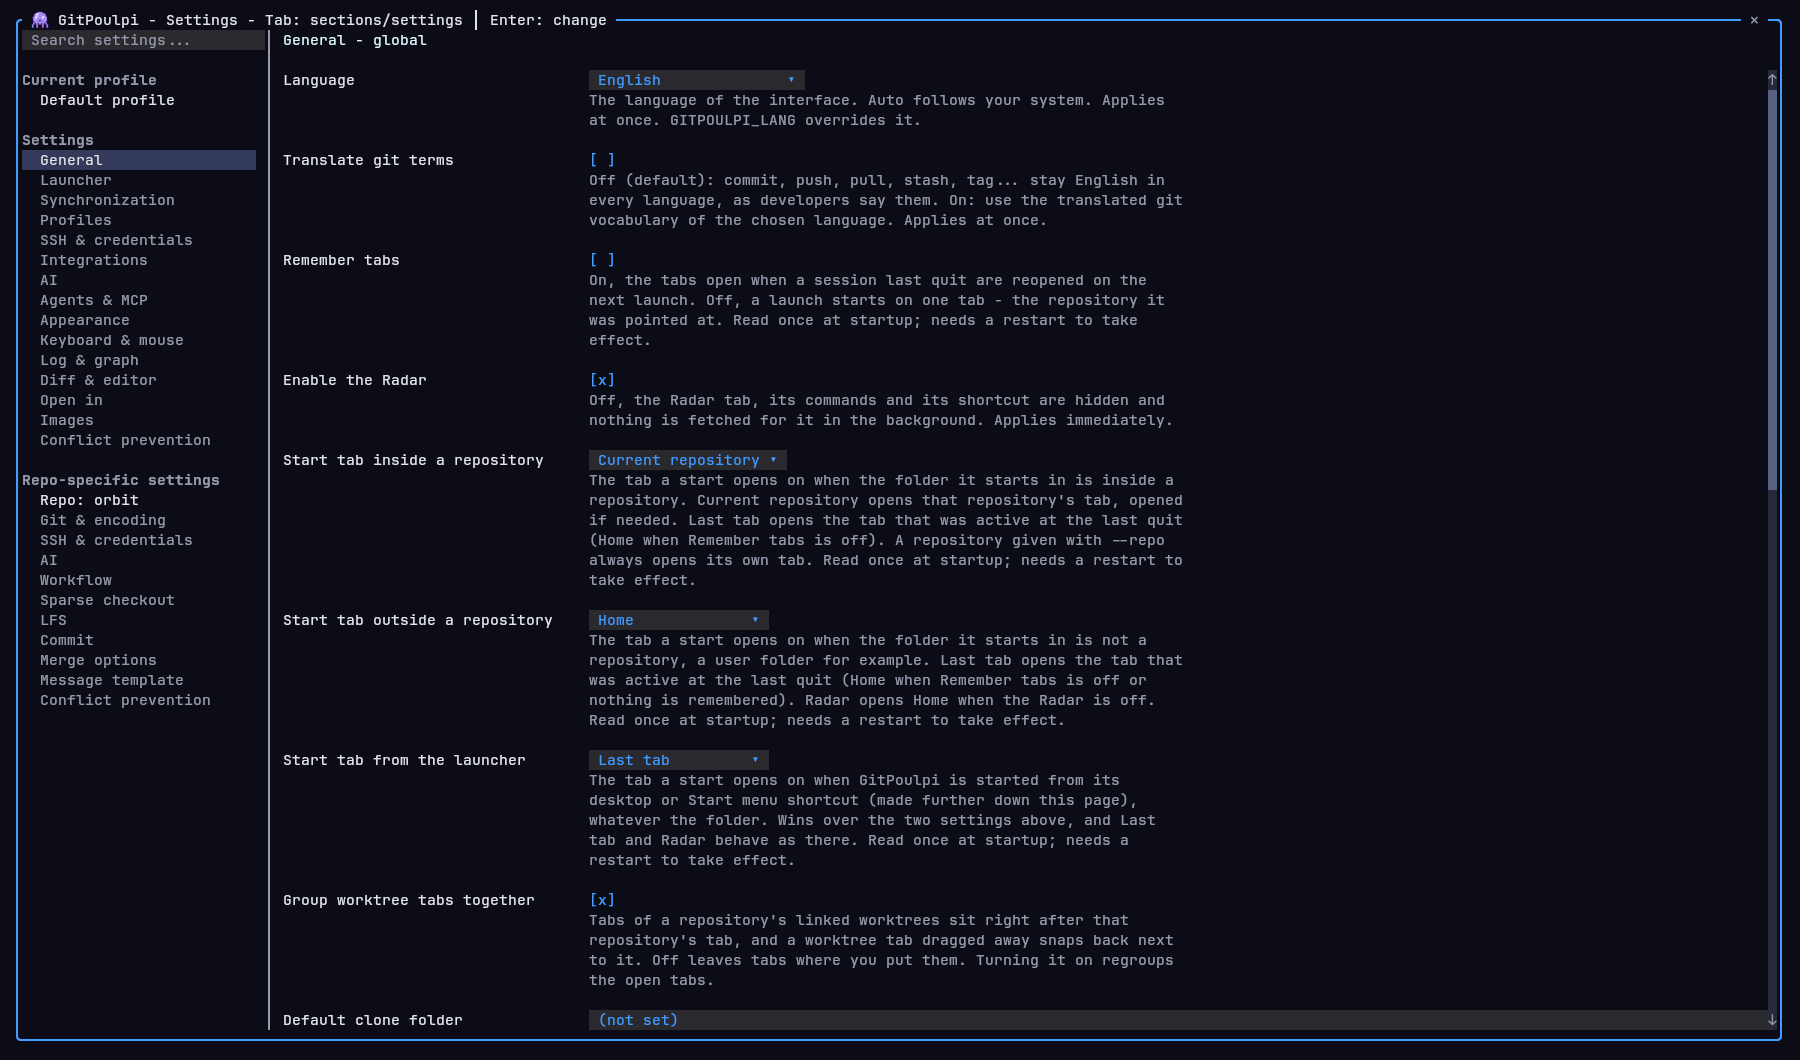 GitPoulpi - Settings - Tab: sections/settings │ Enter: change ×
Search settings...
Current profile
Default profile
Settings
General
Launcher
Synchronization
Profiles
SSH & credentials
Integrations
AI
Agents & MCP
Appearance
Keyboard & mouse
Log & graph
Diff & editor
Open in
Images
Conflict prevention
Repo-specific settings
Repo: orbit
Git & encoding
SSH & credentials
AI
Workflow
Sparse checkout
LFS
Commit
Merge options
Message template
Conflict prevention
General - global
Language
English ▾
The language of the interface. Auto follows your system. Applies
at once. GITPOULPI_LANG overrides it.
Translate git terms
[ ]
Off (default): commit, push, pull, stash, tag... stay English in
every language, as developers say them. On: use the translated git
vocabulary of the chosen language. Applies at once.
Remember tabs
[ ]
On, the tabs open when a session last quit are reopened on the
next launch. Off, a launch starts on one tab - the repository it
was pointed at. Read once at startup; needs a restart to take
effect.
Enable the Radar
[x]
Off, the Radar tab, its commands and its shortcut are hidden and
nothing is fetched for it in the background. Applies immediately.
Start tab inside a repository
Current repository ▾
The tab a start opens on when the folder it starts in is inside a
repository. Current repository opens that repository's tab, opened
if needed. Last tab opens the tab that was active at the last quit
(Home when Remember tabs is off). A repository given with --repo
always opens its own tab. Read once at startup; needs a restart to
take effect.
Start tab outside a repository
Home ▾
The tab a start opens on when the folder it starts in is not a
repository, a user folder for example. Last tab opens the tab that
was active at the last quit (Home when Remember tabs is off or
nothing is remembered). Radar opens Home when the Radar is off.
Read once at startup; needs a restart to take effect.
Start tab from the launcher
Last tab ▾
The tab a start opens on when GitPoulpi is started from its
desktop or Start menu shortcut (made further down this page),
whatever the folder. Wins over the two settings above, and Last
tab and Radar behave as there. Read once at startup; needs a
restart to take effect.
Group worktree tabs together
[x]
Tabs of a repository's linked worktrees sit right after that
repository's tab, and a worktree tab dragged away snaps back next
to it. Off leaves tabs where you put them. Turning it on regroups
the open tabs.
Default clone folder
(not set)